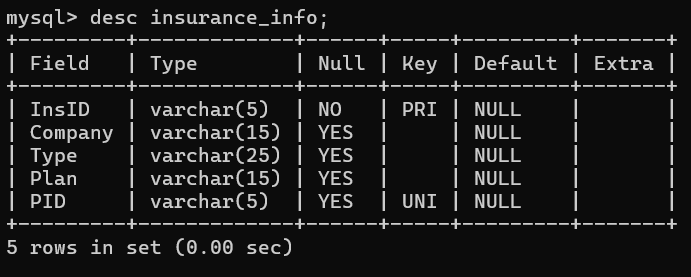 mysql> desc insurance_info;
+---------+-------------+------+-----+---------+-------+
| Field   | Type        | Null | Key | Default | Extra |
+---------+-------------+------+-----+---------+-------+
| InsID   | varchar(5)  | NO   | PRI | NULL    |       |
| Company | varchar(15) | YES  |     | NULL    |       |
| Type    | varchar(25) | YES  |     | NULL    |       |
| Plan    | varchar(15) | YES  |     | NULL    |       |
| PID     | varchar(5)  | YES  | UNI | NULL    |       |
+---------+-------------+------+-----+---------+-------+
5 rows in set (0.00 sec)